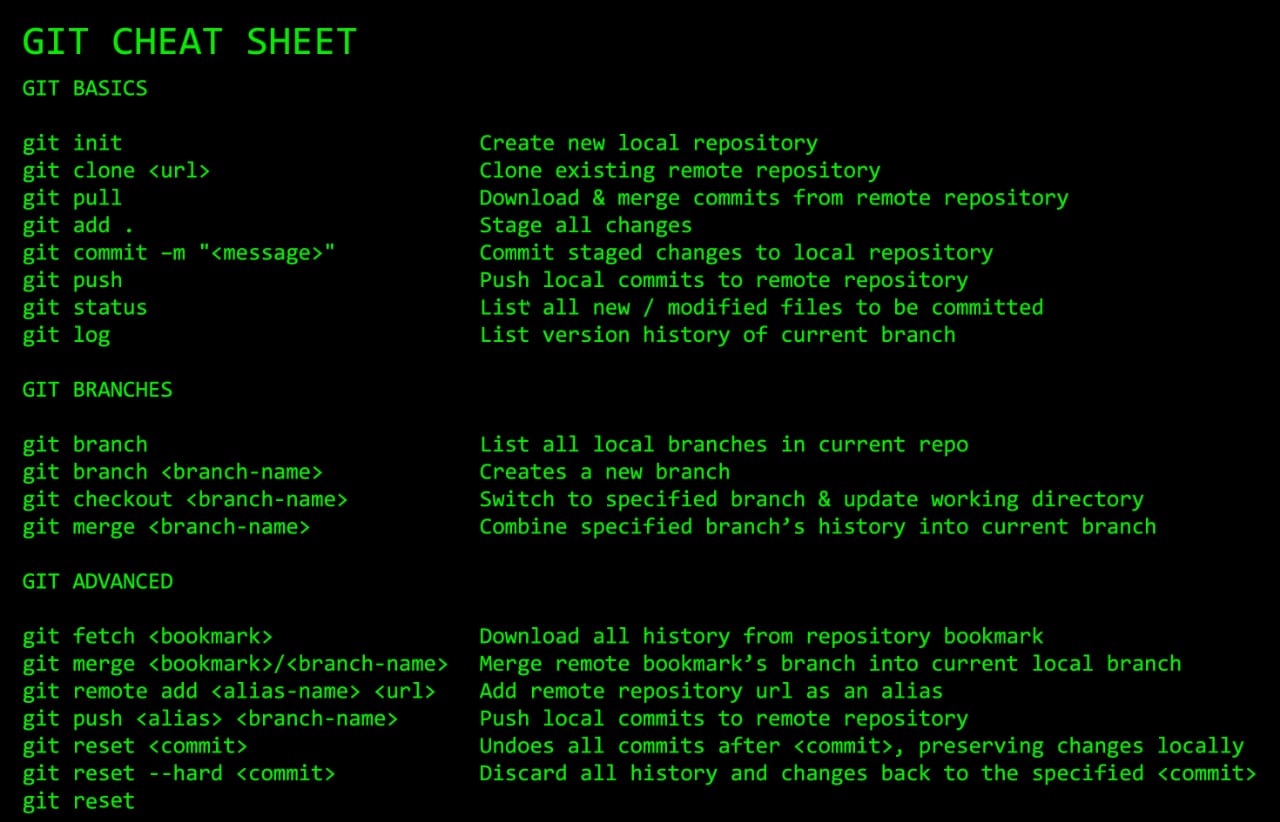 GIT CHEAT SHEET
GIT BASICS
git init Create new local repository
git clone <url> Clone existing remote repository
git pull Download & merge commits from remote repository
git add . Stage all changes
git commit –m "<message>" Commit staged changes to local repository
git push Push local commits to remote repository
git status List all new / modified files to be committed
git log List version history of current branch
GIT BRANCHES
git branch List all local branches in current repo
git branch <branch-name> Creates a new branch
git checkout <branch-name> Switch to specified branch & update working directory
git merge <branch-name> Combine specified branch’s history into current branch
GIT ADVANCED
git fetch <bookmark> Download all history from repository bookmark
git merge <bookmark>/<branch-name> Merge remote bookmark’s branch into current local branch
git remote add <alias-name> <url> Add remote repository url as an alias
git push <alias> <branch-name> Push local commits to remote repository
git reset <commit> Undoes all commits after <commit>, preserving changes locally
git reset --hard <commit> Discard all history and changes back to the specified <commit>
git reset